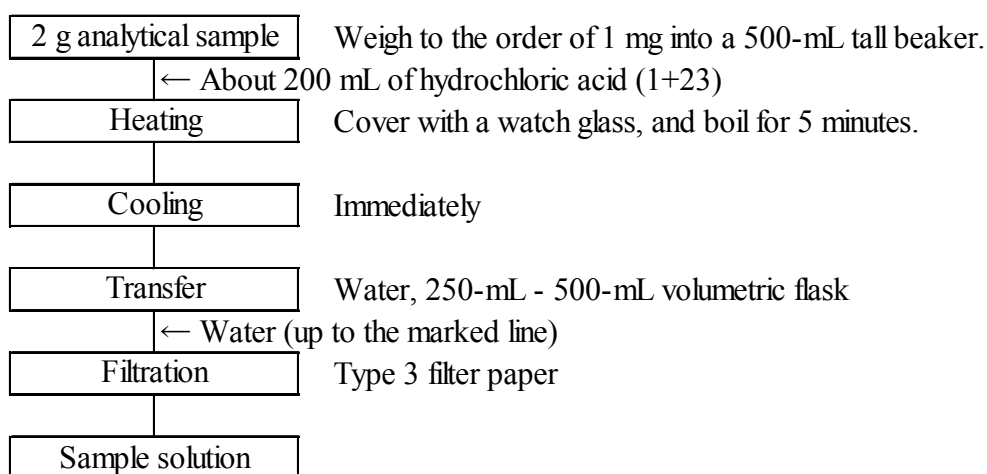 2 g analytical sample Weigh to the order of 1 mg into a 500-mL tall beaker.
← About 200 mL of hydrochloric acid (1+23)
Heating Cover with a watch glass, and boil for 5 minutes.
Cooling Immediately
Transfer Water, 250-mL - 500-mL volumetric flask
← Water (up to the marked line)
Filtration Type 3 filter paper
Sample solution